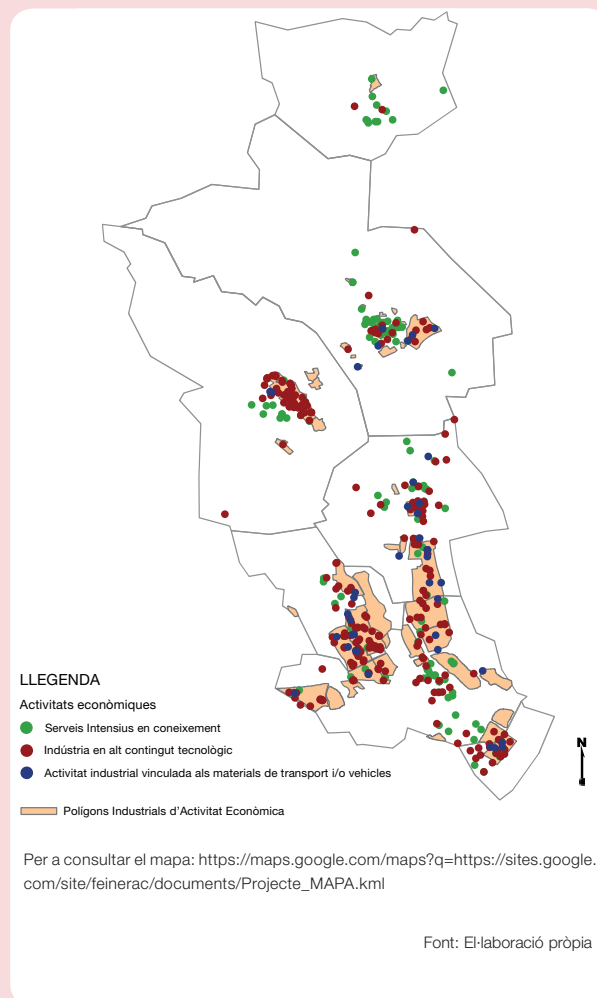 N
LLEGENDA
Activitats econòmiques
Serveis Intensius en coneixement
Indústria en alt contingut tecnològic
Activitat industrial vinculada als materials de transport i/o vehicles
Polígons Industrials d'Activitat Econòmica
Per a consultar el mapa: https://maps.google.com/maps?q=https://sites.google.
com/site/feinerac/documents/Projecte_MAPA.kml
Font: El·laboració pròpia